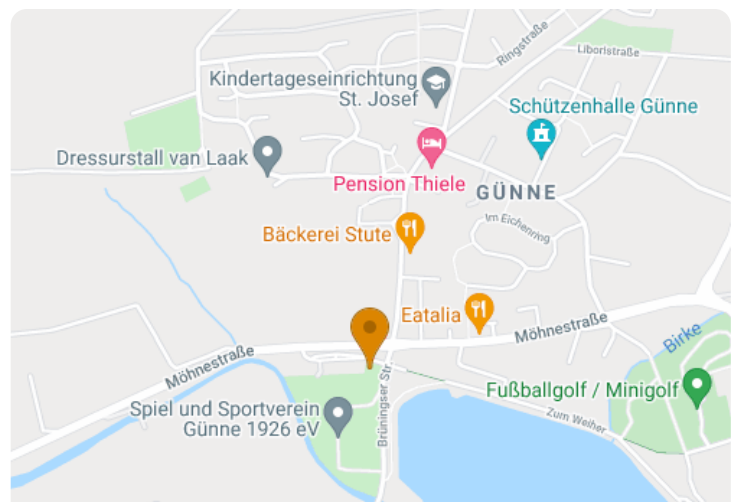 Ringstraße
Liboristraße
Kindertageseinrichtung
St. Josef
Schützenhalle Günne
Dressurstall van Laak
Pension Thiele
GÜNNE
Im Eichenring
Bäckerei Stute
Eatalia
Möhnestraße
Birke
Möhnestraße
Brüningser Str.
Fußballgolf / Minigolf
Spiel und Sportverein
Günne 1926 eV
Zum Weiher